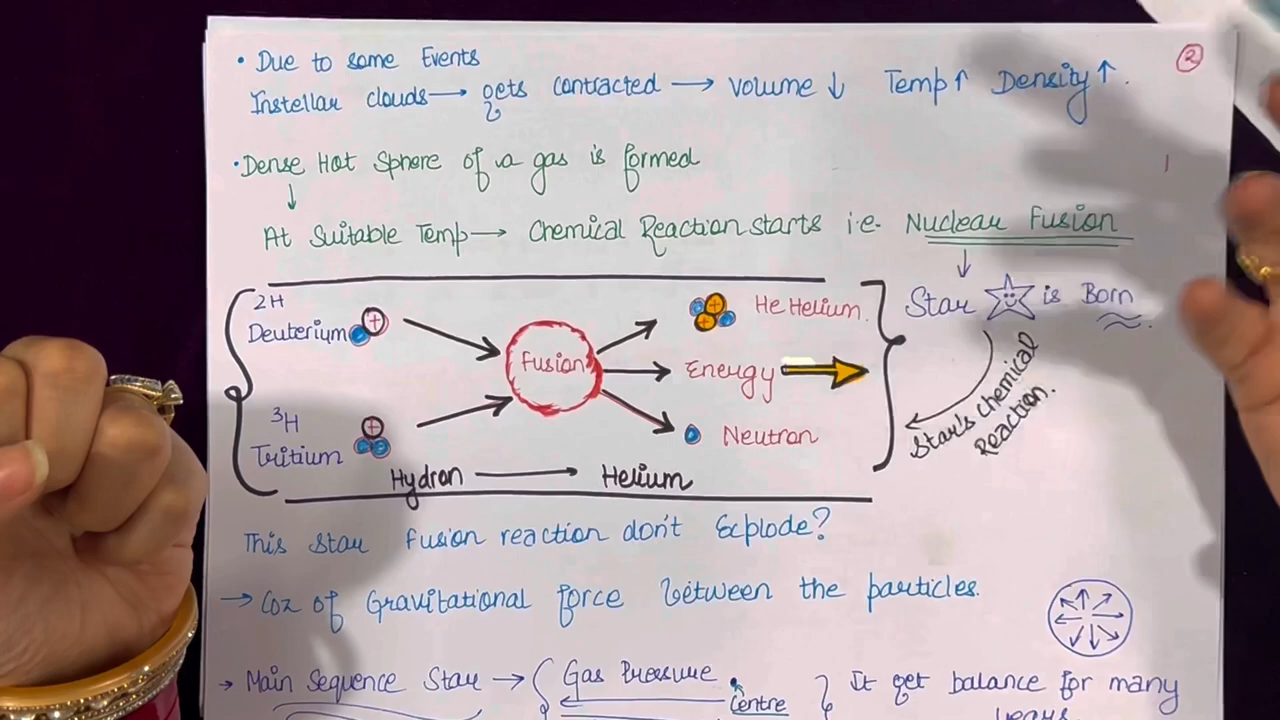 ②
• Due to some Events
Instellar clouds → gets contracted → volume ↓ Temp ↑ Density ↑.
• Dense Hot Sphere of a gas is formed
↓
At Suitable Temp → Chemical Reaction starts i.e. Nuclear Fusion
↓
Star is Born
2H
Deuterium
+
Fusion
+
He Helium.
Energy
3H
Tritium
+
Neutron
Hydron → Helium
Star's chemical
Reaction.
This Star Fusion reaction don't Ecplode?
→ Coz of Gravitational force between the particles.
→ Main Sequence Star → { Gas Pressure
Centre
} It get balance for many
years